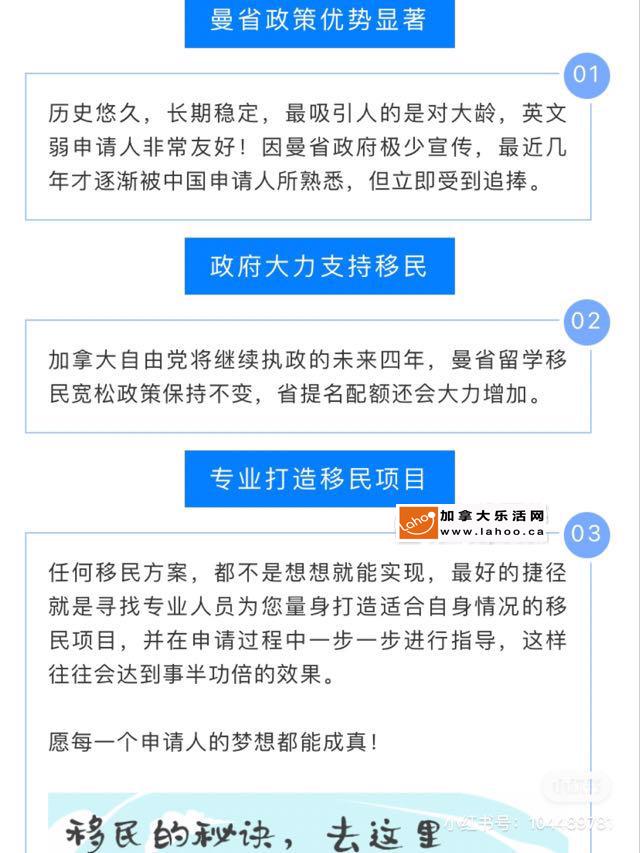 曼省政策优势显著
01
历史悠久，长期稳定，最吸引人的是对大龄，英文
弱申请人非常友好！因曼省政府极少宣传，最近几
年才逐渐被中国申请人所熟悉，但立即受到追捧。
政府大力支持移民
02
加拿大自由党将继续执政的未来四年，曼省留学移
民宽松政策保持不变，省提名配额还会大力增加。
专业打造移民项目
Lahoo
加拿大乐活网
www.lahoo.ca
03
任何移民方案，都不是想想就能实现，最好的捷径
就是寻找专业人员为您量身打造适合自身情况的移
民项目，并在申请过程中一步一步进行指导，这样
往往会达到事半功倍的效果。
愿每一个申请人的梦想都能成真！
小红书
移民的秘诀，去这里
小红书号：104489781